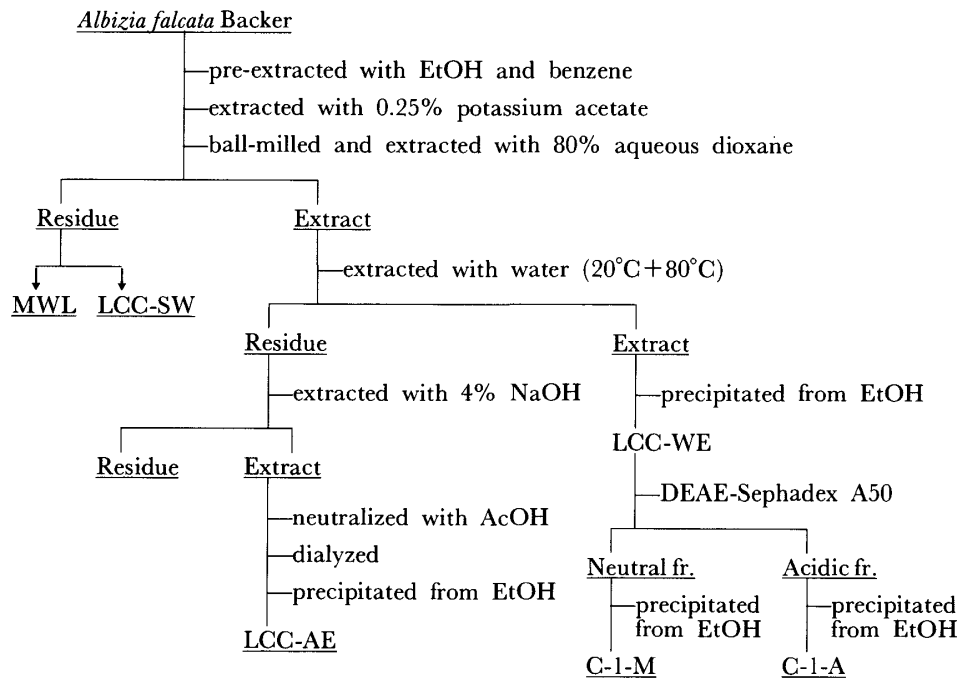 Albizia falcata Backer
pre-extracted with EtOH and benzene
extracted with 0.25% potassium acetate
ball-milled and extracted with 80% aqueous dioxane
Residue
Extract
extracted with water (20°C+80°C)
MWL
LCC-SW
Residue
Extract
extracted with 4% NaOH
precipitated from EtOH
LCC-WE
Residue
Extract
DEAE-Sephadex A50
neutralized with AcOH
dialyzed
precipitated from EtOH
LCC-AE
Neutral fr.
Acidic fr.
precipitated
from EtOH
precipitated
from EtOH
C-1-M
C-1-A